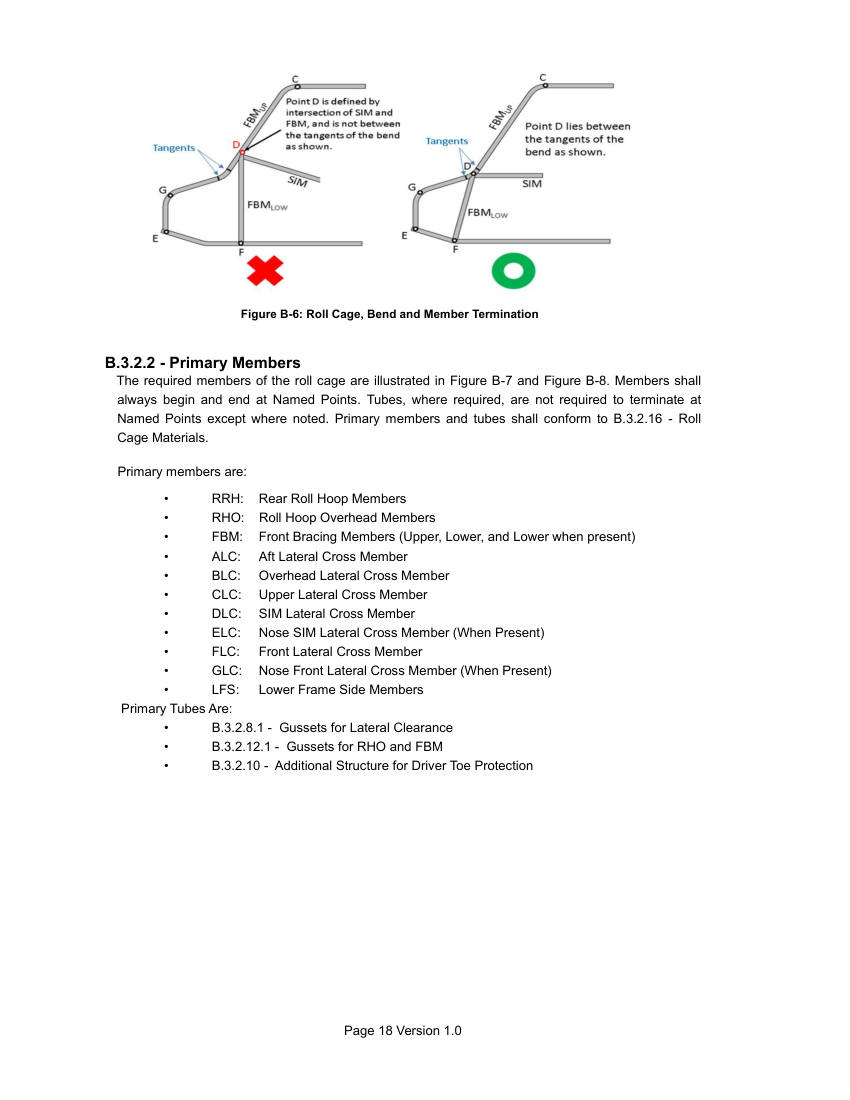 C
FBMUP
Point D is defined by
intersection of SIM and
FBM, and is not between
the tangents of the bend
as shown.
D
Tangents
SIM
G
FBMLOW
E
F
C
FBMUP
Point D lies between
the tangents of the
bend as shown.
Tangents
D
SIM
G
FBMLOW
E
F
Figure B-6: Roll Cage, Bend and Member Termination
B.3.2.2 - Primary Members
The required members of the roll cage are illustrated in Figure B-7 and Figure B-8. Members shall
always begin and end at Named Points. Tubes, where required, are not required to terminate at
Named Points except where noted. Primary members and tubes shall conform to B.3.2.16 - Roll
Cage Materials.
Primary members are:
• RRH: Rear Roll Hoop Members
• RHO: Roll Hoop Overhead Members
• FBM: Front Bracing Members (Upper, Lower, and Lower when present)
• ALC: Aft Lateral Cross Member
• BLC: Overhead Lateral Cross Member
• CLC: Upper Lateral Cross Member
• DLC: SIM Lateral Cross Member
• ELC: Nose SIM Lateral Cross Member (When Present)
• FLC: Front Lateral Cross Member
• GLC: Nose Front Lateral Cross Member (When Present)
• LFS: Lower Frame Side Members
Primary Tubes Are:
• B.3.2.8.1 - Gussets for Lateral Clearance
• B.3.2.12.1 - Gussets for RHO and FBM
• B.3.2.10 - Additional Structure for Driver Toe Protection
Page 18 Version 1.0